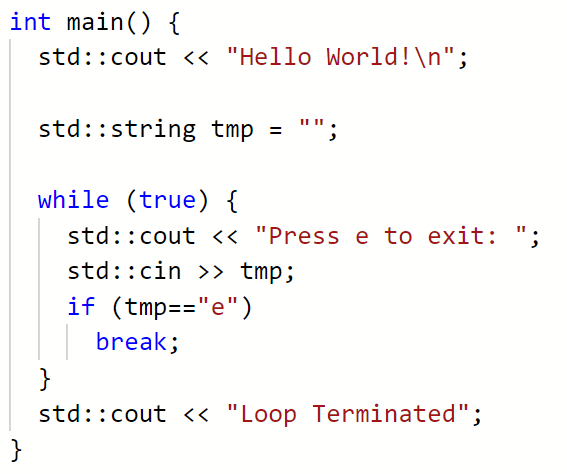 int main() {
  std::cout << "Hello World!\n";

  std::string tmp = "";

  while (true) {
    std::cout << "Press e to exit: ";
    std::cin >> tmp;
    if (tmp=="e")
      break;
  }
  std::cout << "Loop Terminated";
}